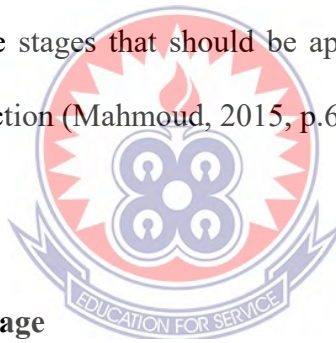 e stages that should be ap
ction (Mahmoud, 2015, p.6
EDUCATION FOR SERVICE
age